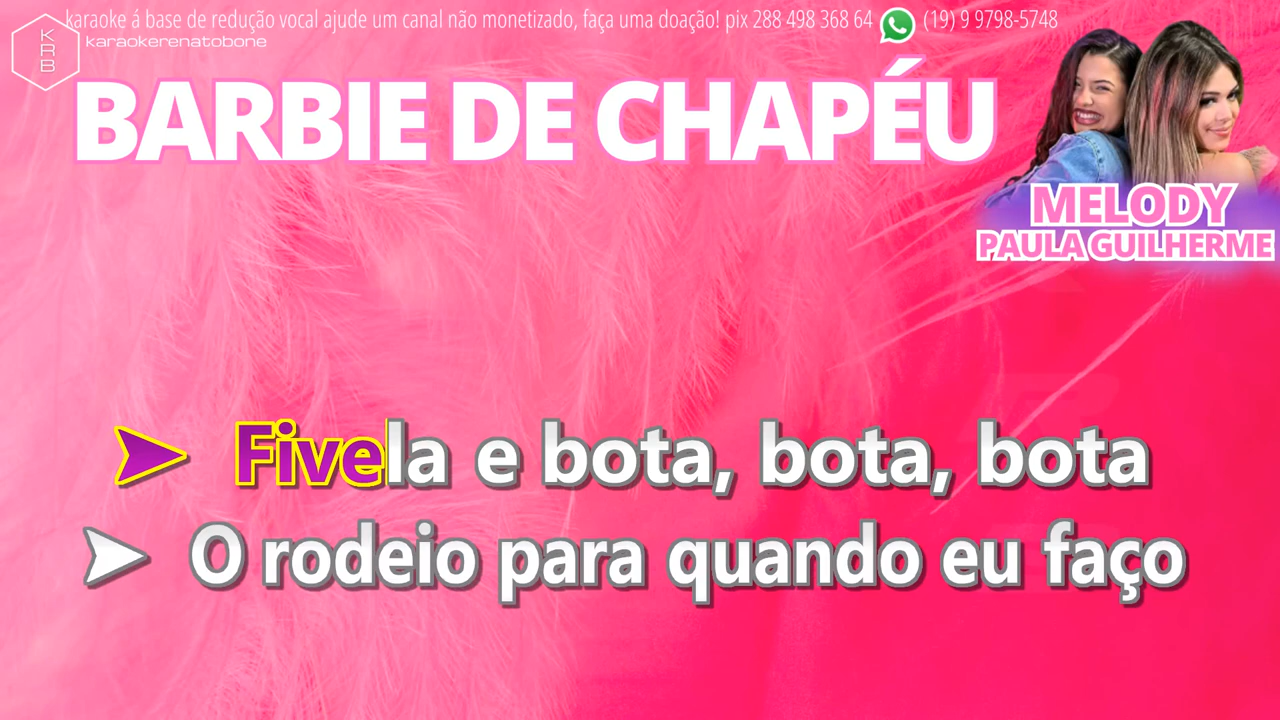 karaoke á base de redução vocal ajude um canal não monetizado, faça uma doação! pix 288 498 368 64 (19) 9 9798-5748
KRB
karaokerenatobone
BARBIE DE CHAPÉU
MELODY
PAULA GUILHERME
Fivela e bota, bota, bota
O rodeio para quando eu faço